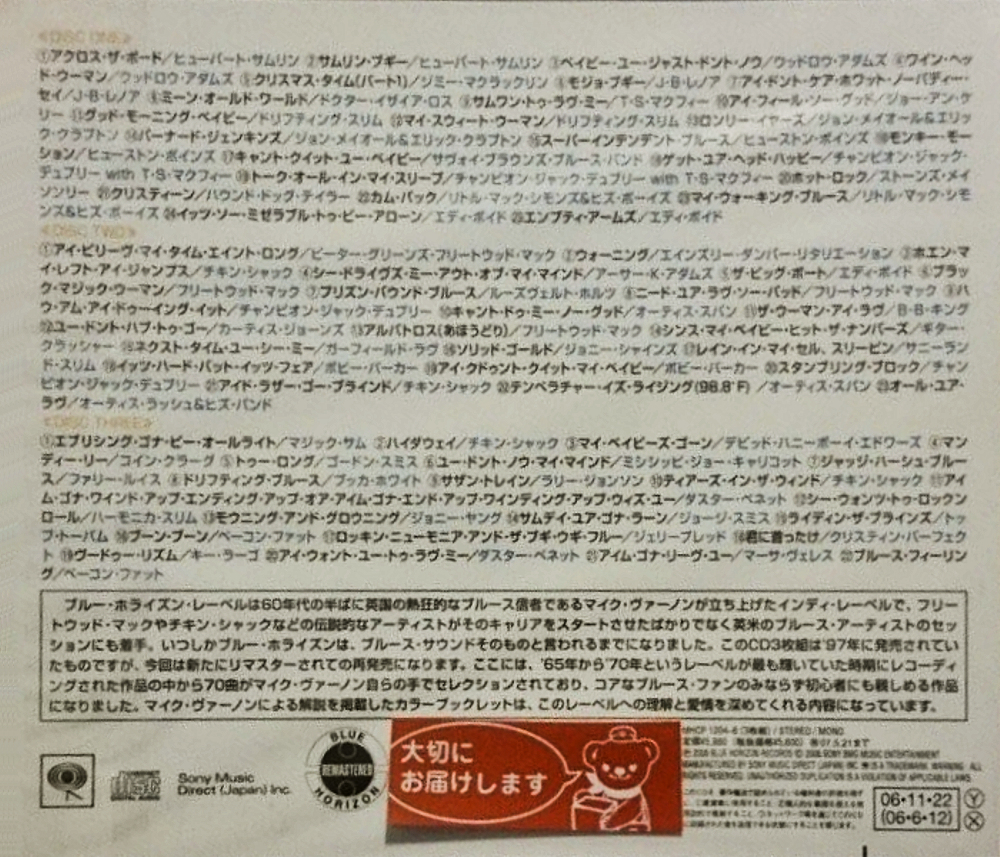 <DISC ONE>
①アクロス・ザ・ボード/ヒューバート・サムリン ②サムリン・ブギー/ヒューバート・サムリン ③ベイビー・ユー・ジャスト・ドント・ノウ/ウッドロウ・アダムズ ④ワイン・ヘッ
ド・ウーマン/ウッドロウ・アダムズ ⑤クリスマス・タイム(パート1)/ジミー・マクラックリン ⑥モジョ・ブギー/J・B・レノア ⑦アイ・ドント・ケア・ホワット・ノーバディー・
セイ/J・B・レノア ⑧ミーン・オールド・ワールド/ドクター・イザイア・ロス ⑨サムワン・トゥ・ラヴ・ミー/T・S・マクフィー ⑩アイ・フィール・ソー・グッド/ジョー・アン・ケ
リー ⑪グッド・モーニング・ベイビー/ドリフティング・スリム ⑫マイ・スウィート・ウーマン/ドリフティング・スリム ⑬ロンリー・イヤーズ/ジョン・メイオール&エリッ
ク・クラプトン ⑭バーナード・ジェンキンズ/ジョン・メイオール&エリック・クラプトン ⑮スーパーインテンデント・ブルース/ヒューストン・ボインズ ⑯モンキー・モー
ション/ヒューストン・ボインズ ⑰キャント・クイット・ユー・ベイビー/サヴォイ・ブラウンズ・ブルース・バンド ⑱ゲット・ユア・ヘッド・ハッピー/チャンピオン・ジャック・
デュプリー with T・S・マクフィー ⑲トーク・オール・イン・マイ・スリープ/チャンピオン・ジャック・デュプリー with T・S・マクフィー ⑳ホット・ロック/ストーンズ・メイ
ソンリー ㉑クリスティーン/ハウンド・ドッグ・テイラー ㉒カム・バック/リトル・マック・シモンズ&ヒズ・ボーイズ ㉓マイ・ウォーキング・ブルース/リトル・マック・シモ
ンズ&ヒズ・ボーイズ ㉔イッツ・ソー・ミゼラブル・トゥ・ビー・アローン/エディ・ボイド ㉕エンプティ・アームズ/エディ・ボイド
<DISC TWO>
①アイ・ビリーヴ・マイ・タイム・エイント・ロング/ピーター・グリーンズ・フリートウッド・マック ②ウォーニング/エインズリー・ダンバー・リタリエーション ③ホエン・マ
イ・レフト・アイ・ジャンプス/チキン・シャック ④シー・ドライヴズ・ミー・アウト・オブ・マイ・マインド/アーサー・K・アダムズ ⑤ザ・ビッグ・ボート/エディ・ボイド ⑥ブラッ
ク・マジック・ウーマン/フリートウッド・マック ⑦プリズン・バウンド・ブルース/ルーズヴェルト・ホルツ ⑧ニード・ユア・ラヴ・ソー・バッド/フリートウッド・マック ⑨ハ
ウ・アム・アイ・ドゥーイング・イット/チャンピオン・ジャック・デュプリー ⑩キャント・ドゥ・ミー・ノー・グッド/オーティス・スパン ⑪ザ・ウーマン・アイ・ラヴ/B・B・キング
⑫ユー・ドント・ハブ・トゥ・ゴー/カーティス・ジョーンズ ⑬アルバトロス(あほうどり)/フリートウッド・マック ⑭シンス・マイ・ベイビー・ヒット・ザ・ナンバーズ/ギター・
クラッシャー ⑮ネクスト・タイム・ユー・シー・ミー/ガーフィールド・ラヴ ⑯ソリッド・ゴールド/ジョニー・シャインズ ⑰レイン・イン・マイ・セル、スリーピン/サニーラン
ド・スリム ⑱イッツ・ハード・バット・イッツ・フェア/ボビー・パーカー ⑲アイ・クドゥント・クイット・マイ・ベイビー/ボビー・パーカー ⑳スタンブリング・ブロック/チャン
ピオン・ジャック・デュプリー ㉑アイド・ラザー・ゴー・ブラインド/チキン・シャック ㉒テンペラチャー・イズ・ライジング(98.8°F) /オーティス・スパン ㉓オール・ユア・
ラヴ/オーティス・ラッシュ&ヒズ・バンド
<DISC THREE>
①エブリシング・ゴナ・ビー・オールライト/マジック・サム ②ハイダウェイ/チキン・シャック ③マイ・ベイビーズ・ゴーン/デビッド・ハニーボーイ・エドワーズ ④マン
ディー・リー/コイン・クラーグ ⑤トゥー・ロング/ゴードン・スミス ⑥ユー・ドント・ノウ・マイ・マインド/ミシシッピ・ジョー・キャリコット ⑦ジャッジ・ハーシュ・ブルー
ス/ファリー・ルイス ⑧ドリフティング・ブルース/ブッカ・ホワイト ⑨サザン・トレイン/ラリー・ジョンソン ⑩ティアーズ・イン・ザ・ウィンド/チキン・シャック ⑪アイ
ム・ゴナ・ワインド・アップ・エンディング・アップ・オア・アイム・ゴナ・エンド・アップ・ワインディング・アップ・ウィズ・ユー/ダスター・ベネット ⑫シー・ウォンツ・トゥ・ロックン
ロール/ハーモニカ・スリム ⑬モウニング・アンド・グロウニング/ジョニー・ヤング ⑭サムデイ・ユア・ゴナ・ラーン/ジョージ・スミス ⑮ライディン・ザ・ブラインズ/トッ
プ・トーパム ⑯ブーン・ブーン/ベーコン・ファット ⑰ロッキン・ニューモニア・アンド・ザ・ブギ・ウギ・フルー/ジェリーブレッド ⑱君に首ったけ/クリスティン・パーフェク
ト ⑲ヴードゥー・リズム/キー・ラーゴ ⑳アイ・ウォント・ユー・トゥ・ラヴ・ミー/ダスター・ベネット ㉑アイム・ゴナ・リーヴ・ユー/マーサ・ヴェレス ㉒ブルース・フィーリン
グ/ベーコン・ファット
ブルー・ホライズン・レーベルは60年代の半ばに英国の熱狂的なブルース信者であるマイク・ヴァーノンが立ち上げたインディ・レーベルで、フリー
トウッド・マックやチキン・シャックなどの伝説的なアーティストがそのキャリアをスタートさせたばかりでなく英米のブルース・アーティストのセッ
ションにも着手。いつしかブルー・ホライズンは、ブルース・サウンドそのものと言われるまでになりました。このCD3枚組は'97年に発売されてい
たものですが、今回は新たにリマスターされての再発売になります。ここには、'65年から'70年というレーベルが最も輝いていた時期にレコーディ
ングされた作品の中から70曲がマイク・ヴァーノン自らの手でセレクションされており、コアなブルース・ファンのみならず初心者にも親しめる作品
になりました。マイク・ヴァーノンによる解説を掲載したカラーブックレットは、このレーベルへの理解と愛情を深めてくれる内容になっています。
COMPACT disc DIGITAL AUDIO
Sony Music
Direct (Japan) Inc.
BLUE
REMASTERED
HORIZON
大切に
お届けします
MHCP 1204-6 (3枚組) / STEREO / MONO
06・11・22
(06・6・12)
Y
X